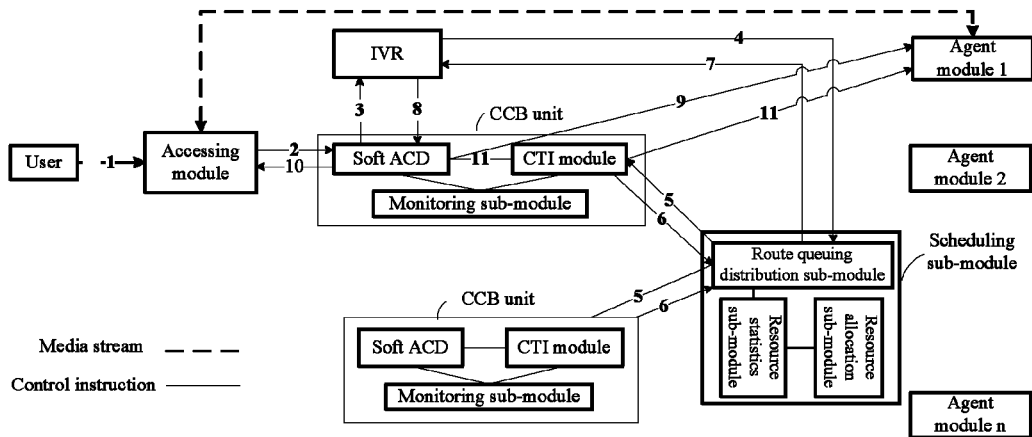 IVR
4
7
Agent
module 1
3
8
9
11
CCB unit
User
-1
Accessing
module
2
10
Soft ACD
11
CTI module
Monitoring sub-module
Agent
module 2
5
6
Scheduling
sub-module
Route queuing
distribution sub-module
Resource
statistics
sub-module
Resource
allocation
sub-module
5
6
CCB unit
Soft ACD
CTI module
Monitoring sub-module
Media stream
Control instruction
Agent
module n